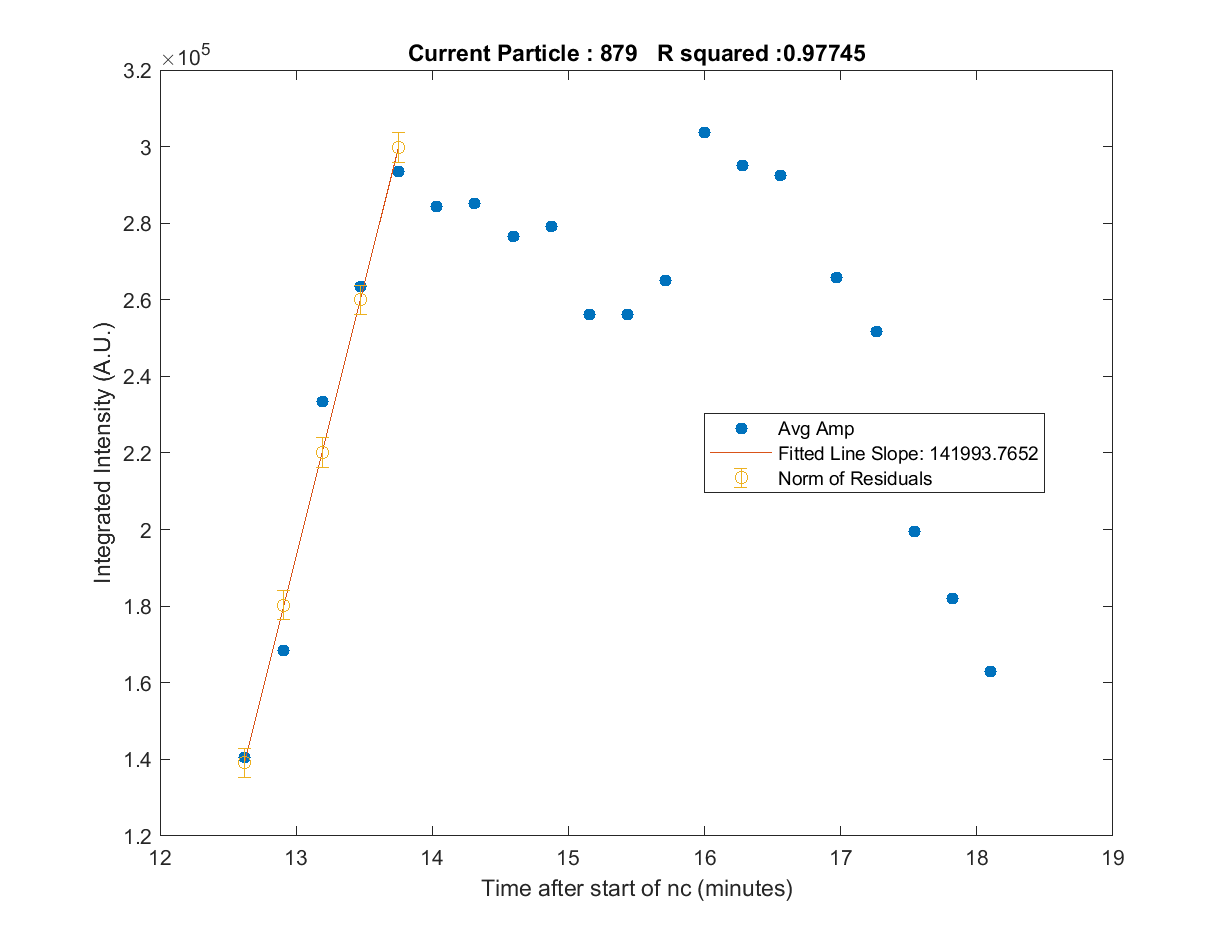 Current Particle : 879 R squared :0.97745
×10^5
3.2
3
2.8
2.6
2.4
2.2
2
1.8
1.6
1.4
1.2
Integrated Intensity (A.U.)
Avg Amp
Fitted Line Slope: 141993.7652
Norm of Residuals
12 13 14 15 16 17 18 19
Time after start of nc (minutes)